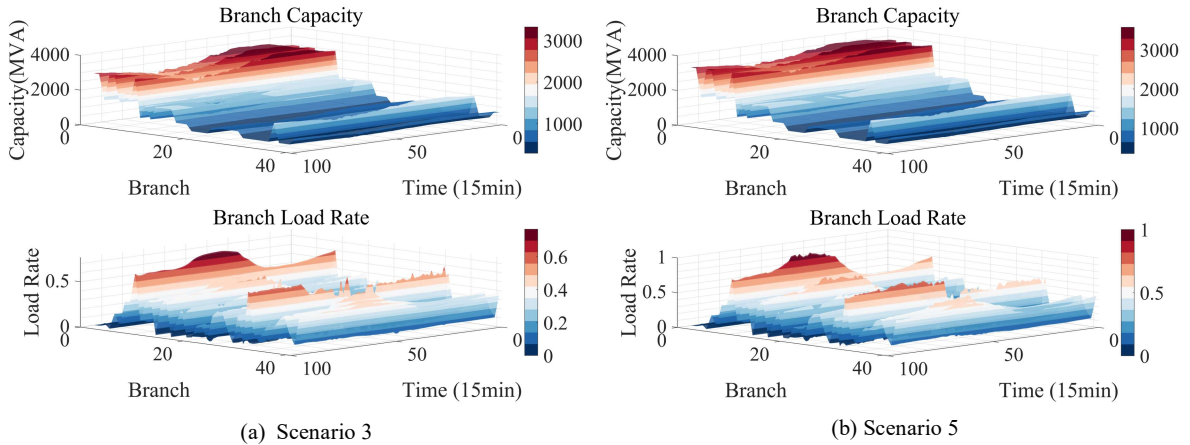 Branch Capacity
Capacity(MVA)
4000
2000
0
0
20
40
Branch
100
50
0
Time (15min)
3000
2000
1000
Branch Load Rate
Load Rate
0.5
0
0
20
40
Branch
100
50
0
Time (15min)
0.6
0.4
0.2
0
(a) Scenario 3
Branch Capacity
Capacity(MVA)
4000
2000
0
0
20
40
Branch
100
50
0
Time (15min)
3000
2000
1000
Branch Load Rate
Load Rate
1
0.5
0
0
20
40
Branch
100
50
0
Time (15min)
1
0.5
0
(b) Scenario 5